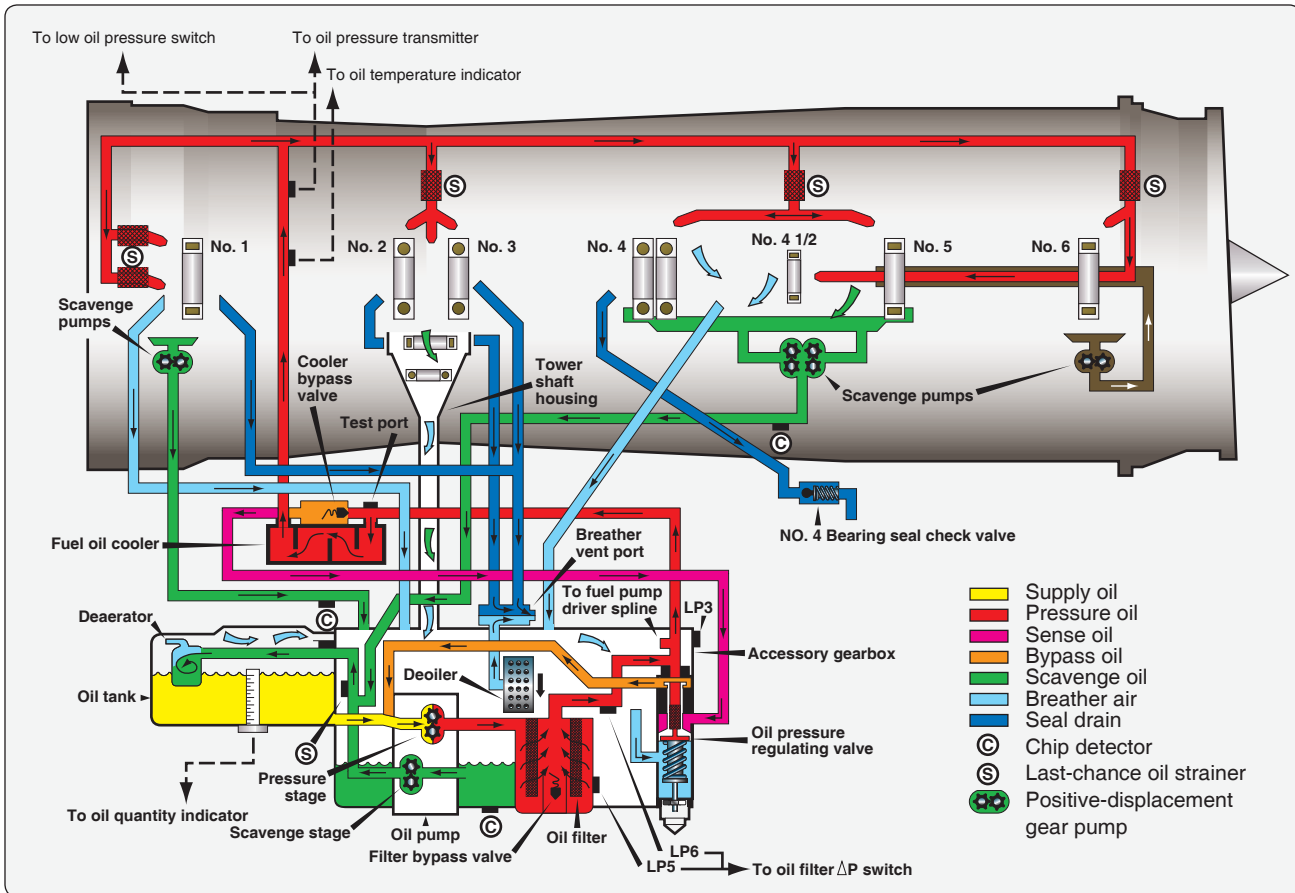 To low oil pressure switch
To oil pressure transmitter
To oil temperature indicator
S
S
S
No. 1
No. 2
No. 3
No. 4
No. 4 1/2
No. 5
No. 6
S
Scavenge
pumps
Cooler
bypass
valve
Test port
Tower
shaft
housing
Scavenge pumps
C
NO. 4 Bearing seal check valve
Fuel oil cooler
Breather
vent port
To fuel pump
driver spline
LP3
C
Deaerator
Accessory gearbox
Oil tank
Deoiler
Oil pressure
regulating valve
S
Pressure
stage
To oil quantity indicator
Scavenge stage
Oil pump
C
Filter bypass valve
Oil filter
LP6
LP5
To oil filter ΔP switch
Supply oil
Pressure oil
Sense oil
Bypass oil
Scavenge oil
Breather air
Seal drain
C Chip detector
S Last-chance oil strainer
Positive-displacement
gear pump